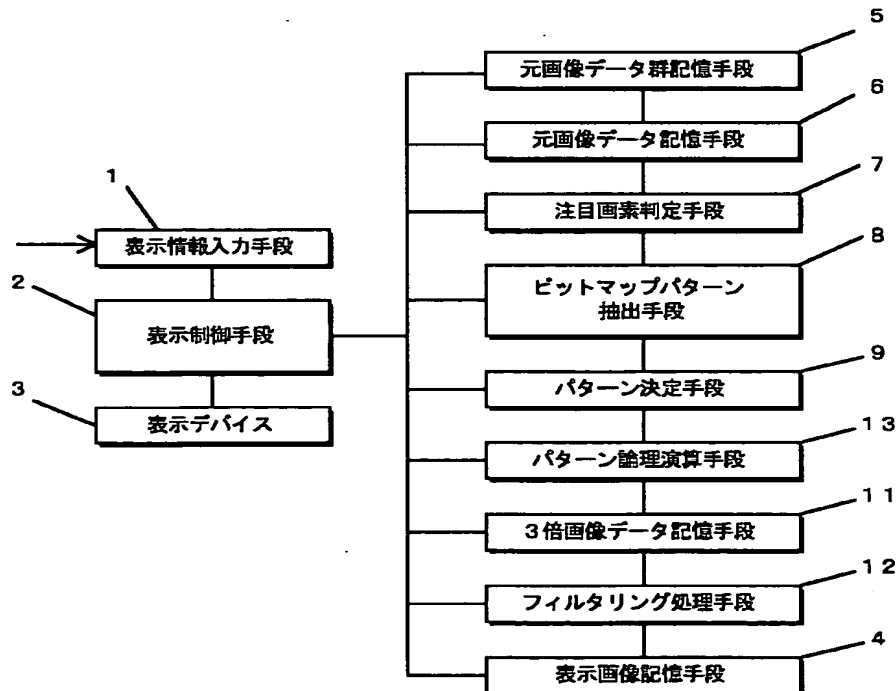 1
表示情報入力手段
2
表示制御手段
3
表示デバイス
5
元画像データ群記憶手段
6
元画像データ記憶手段
7
注目画素判定手段
8
ビットマップパターン
抽出手段
9
パターン決定手段
13
パターン論理演算手段
11
3倍画像データ記憶手段
12
フィルタリング処理手段
4
表示画像記憶手段